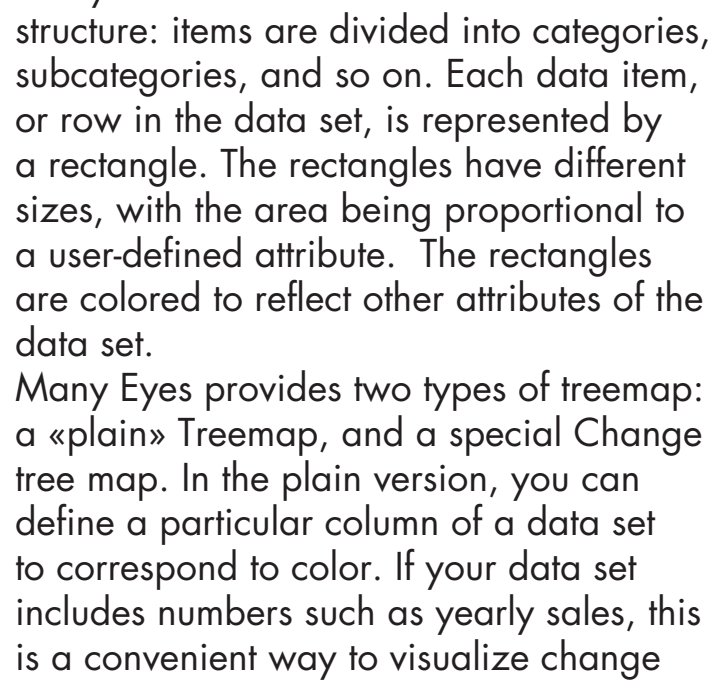 structure: items are divided into categories,
subcategories, and so on. Each data item,
or row in the data set, is represented by
a rectangle. The rectangles have different
sizes, with the area being proportional to
a user-defined attribute.  The rectangles
are colored to reflect other attributes of the
data set.
Many Eyes provides two types of treemap:
a «plain» Treemap, and a special Change
tree map. In the plain version, you can
define a particular column of a data set
to correspond to color. If your data set
includes numbers such as yearly sales, this
is a convenient way to visualize change